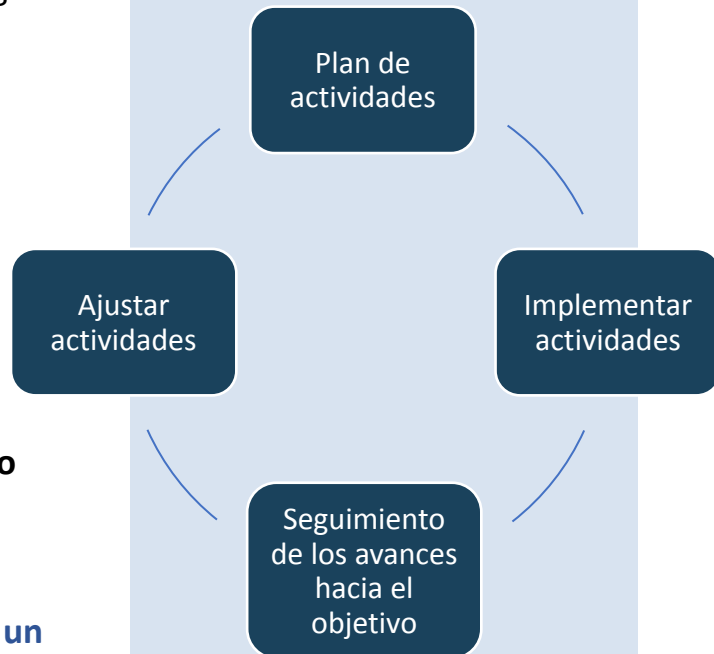 Plan de
actividades
Ajustar
actividades
Implementar
actividades
o
Seguimiento
de los avances
hacia el
objetivo
un